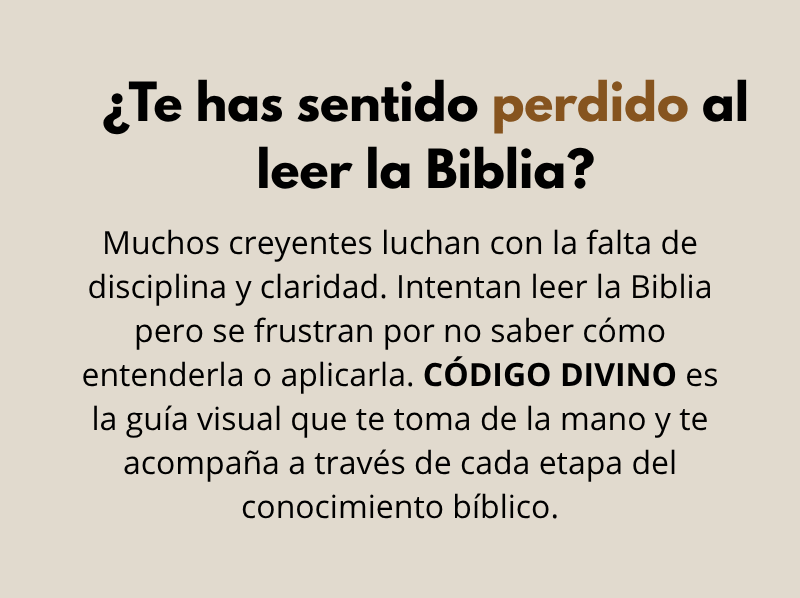 ¿Te has sentido perdido al
leer la Biblia?
Muchos creyentes luchan con la falta de
disciplina y claridad. Intentan leer la Biblia
pero se frustran por no saber cómo
entenderla o aplicarla. CÓDIGO DIVINO es
la guía visual que te toma de la mano y te
acompaña a través de cada etapa del
conocimiento bíblico.